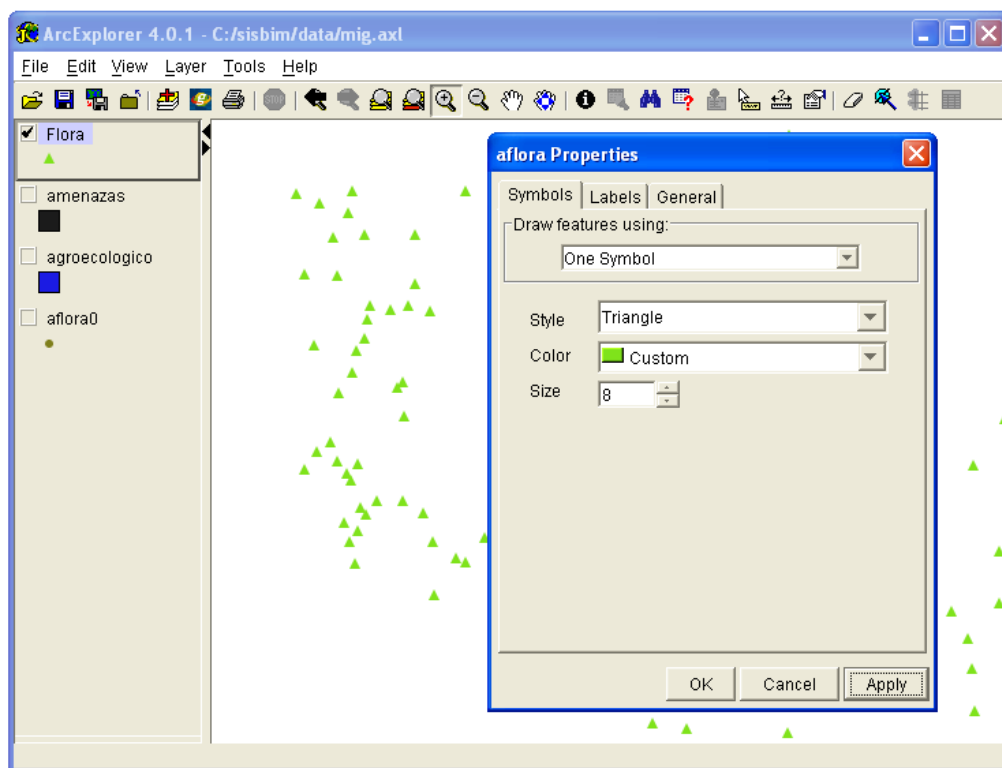 ArcExplorer 4.0.1 - C:/sisbim/data/mig.axl
File Edit View Layer Tools Help
STOP
Flora
amenazas
agroecologico
aflora0
aflora Properties
Symbols Labels General
Draw features using:
One Symbol
Style Triangle
Color Custom
Size 8
OK Cancel Apply